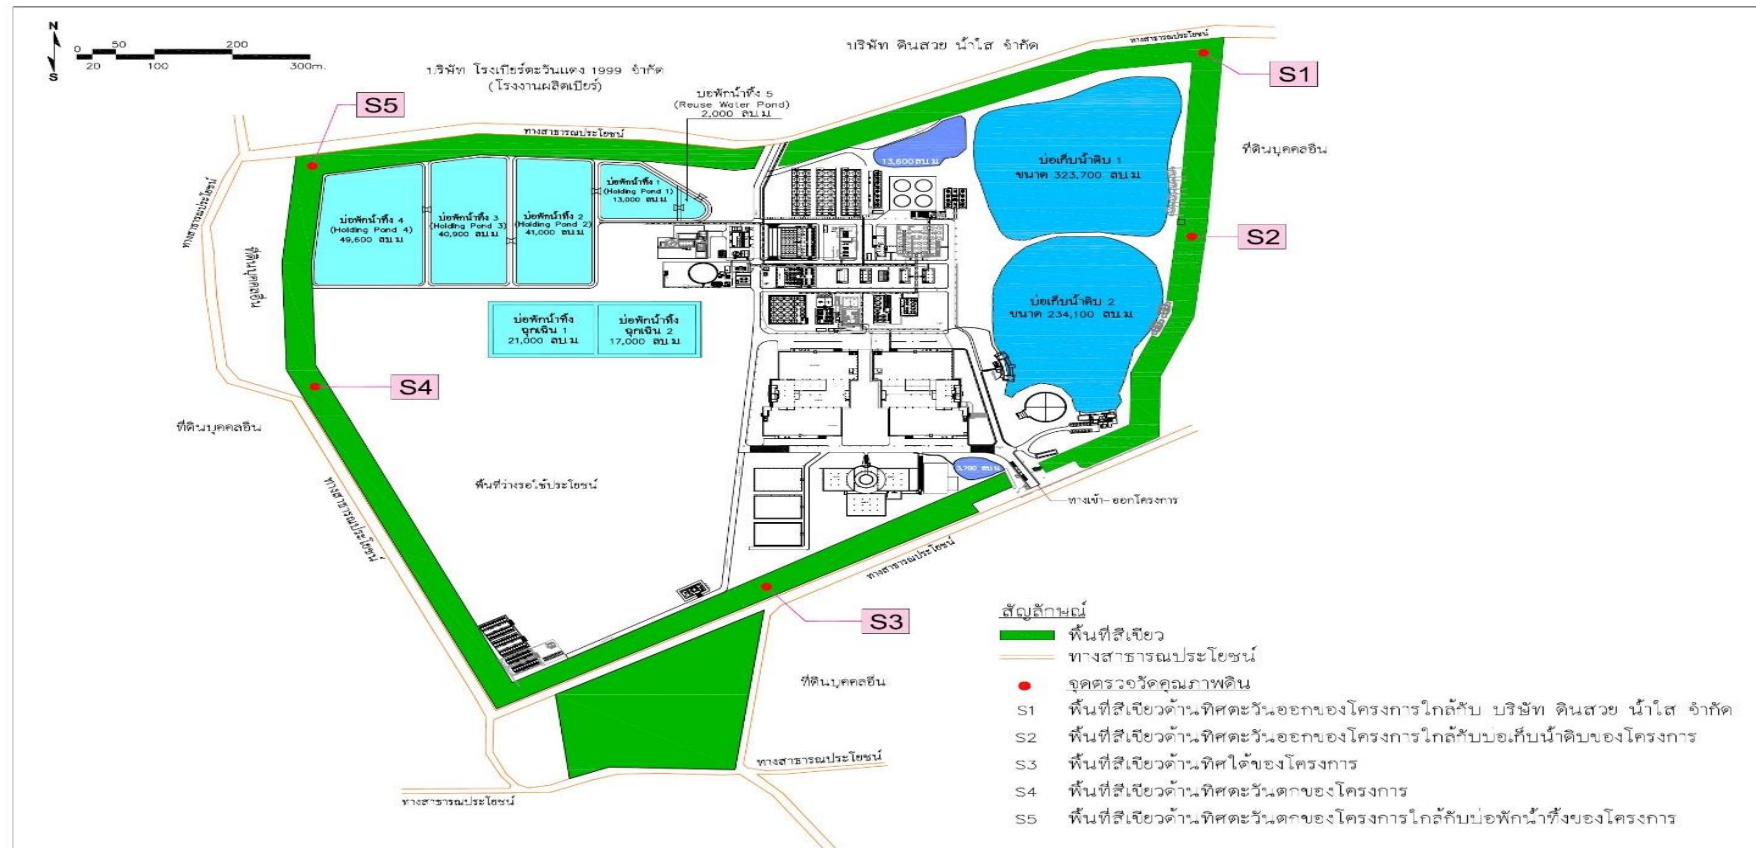 N
S
0 50 200
20 100 300m.
บริษัท โรงเบียร์ตะวันแดง 1999 จำกัด
(โรงงานผลิตเบียร์)
บริษัท ดินสวย น้ำใส จำกัด
ทางสาธารณประโยชน์
S1
S5
บ่อพักน้ำทิ้ง 5
(Reuse Water Pond)
2,000 ลบ.ม
ทางสาธารณประโยชน์
ที่ดินบุคคลอื่น
13,600 ลบ.ม
บ่อเก็บน้ำดิบ 1
ขนาด 323,700 ลบ.ม
บ่อพักน้ำทิ้ง 1
(Holding Pond 1)
13,000 ลบ.ม
บ่อพักน้ำทิ้ง 2
(Holding Pond 2)
41,000 ลบ.ม
บ่อพักน้ำทิ้ง 3
(Holding Pond 3)
40,900 ลบ.ม
บ่อพักน้ำทิ้ง 4
(Holding Pond 4)
49,600 ลบ.ม
ทางสาธารณประโยชน์
ที่ดินบุคคลอื่น
S2
บ่อเก็บน้ำดิบ 2
ขนาด 234,100 ลบ.ม
บ่อพักน้ำทิ้ง
ฉุกเฉิน 1
21,000 ลบ.ม
บ่อพักน้ำทิ้ง
ฉุกเฉิน 2
17,000 ลบ.ม
S4
ที่ดินบุคคลอื่น
พื้นที่ว่างรอใช้ประโยชน์
3,700 ลบ.ม
ทางเข้า-ออกโครงการ
ทางสาธารณประโยชน์
ทางสาธารณประโยชน์
S3
ที่ดินบุคคลอื่น
ทางสาธารณประโยชน์
ทางสาธารณประโยชน์
สัญลักษณ์
พื้นที่สีเขียว
ทางสาธารณประโยชน์
จุดตรวจวัดคุณภาพดิน
S1 พื้นที่สีเขียวด้านทิศตะวันออกของโครงการใกล้กับ บริษัท ดินสวย น้ำใส จำกัด
S2 พื้นที่สีเขียวด้านทิศตะวันออกของโครงการใกล้กับบ่อเก็บน้ำดิบของโครงการ
S3 พื้นที่สีเขียวด้านทิศใต้ของโครงการ
S4 พื้นที่สีเขียวด้านทิศตะวันตกของโครงการ
S5 พื้นที่สีเขียวด้านทิศตะวันตกของโครงการใกล้กับบ่อพักน้ำทิ้งของโครงการ